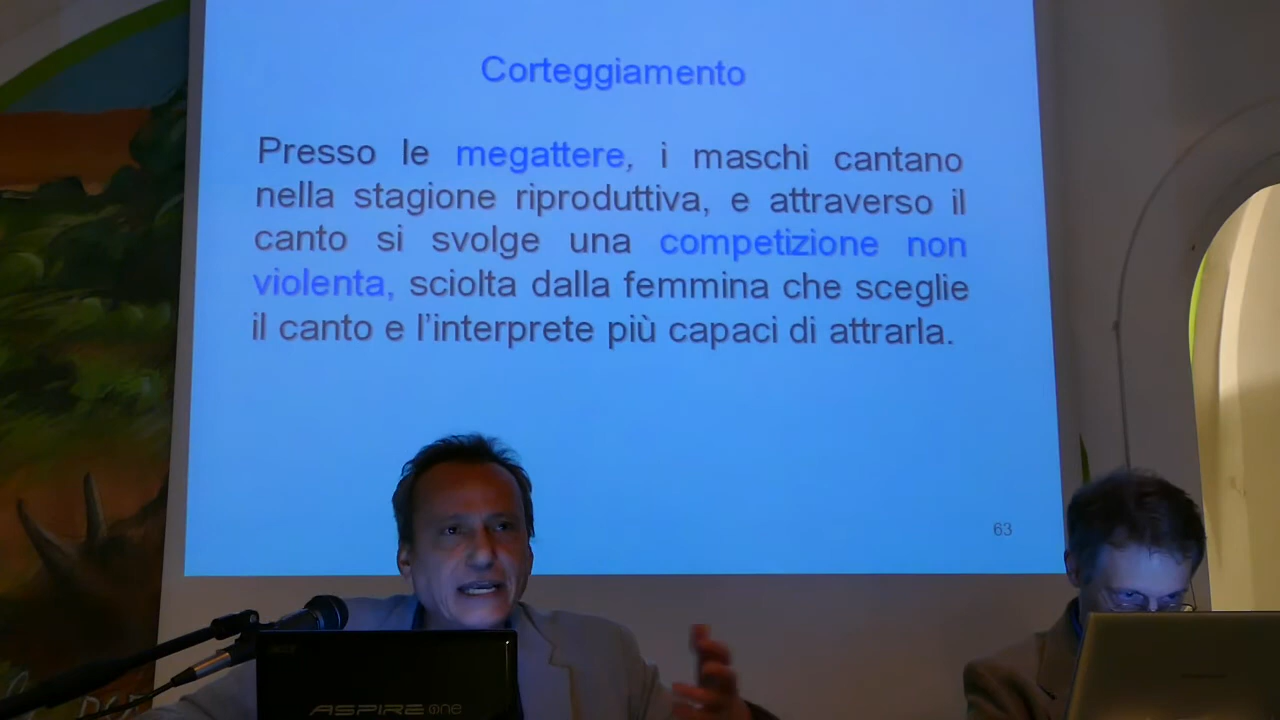 Corteggiamento
Presso le megattere, i maschi cantano
nella stagione riproduttiva, e attraverso il
canto si svolge una competizione non
violenta, sciolta dalla femmina che sceglie
il canto e l’interprete più capaci di attrarla.
63
ASPIRE one